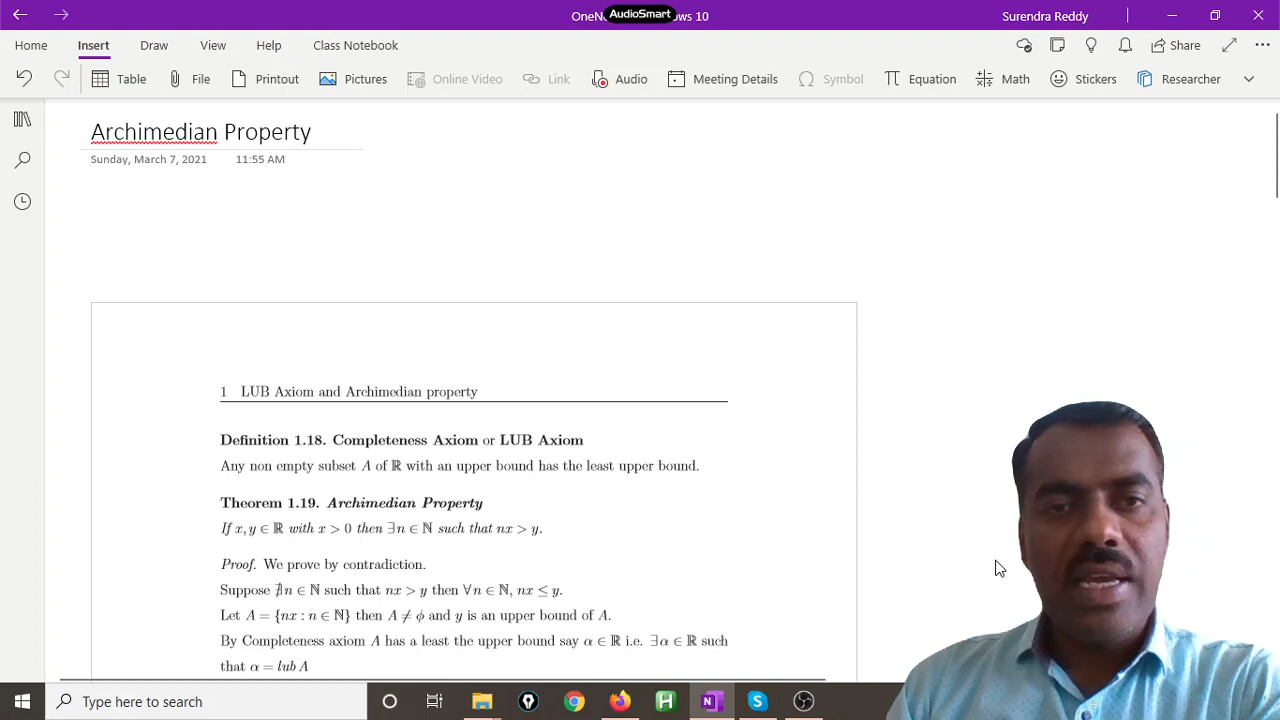 OneNo
AudioSmart
ows 10
Surendra Reddy
Home
Insert
Draw
View
Help
Class Notebook
Share
Table
File
Printout
Pictures
Online Video
Link
Audio
Meeting Details
Symbol
Equation
Math
Stickers
Researcher
Archimedian Property
Sunday, March 7, 2021 11:55 AM
1 LUB Axiom and Archimedian property
Definition 1.18. Completeness Axiom or LUB Axiom
Any non empty subset A of ℝ with an upper bound has the least upper bound.
Theorem 1.19. Archimedian Property
If x, y ∈ ℝ with x > 0 then ∃ n ∈ ℕ such that nx > y.
Proof. We prove by contradiction.
Suppose ∄ n ∈ ℕ such that nx > y then ∀ n ∈ ℕ, nx ≤ y.
Let A = {nx : n ∈ ℕ} then A ≠ ϕ and y is an upper bound of A.
By Completeness axiom A has a least the upper bound say α ∈ ℝ i.e. ∃ α ∈ ℝ such
that α = lub A
Type here to search